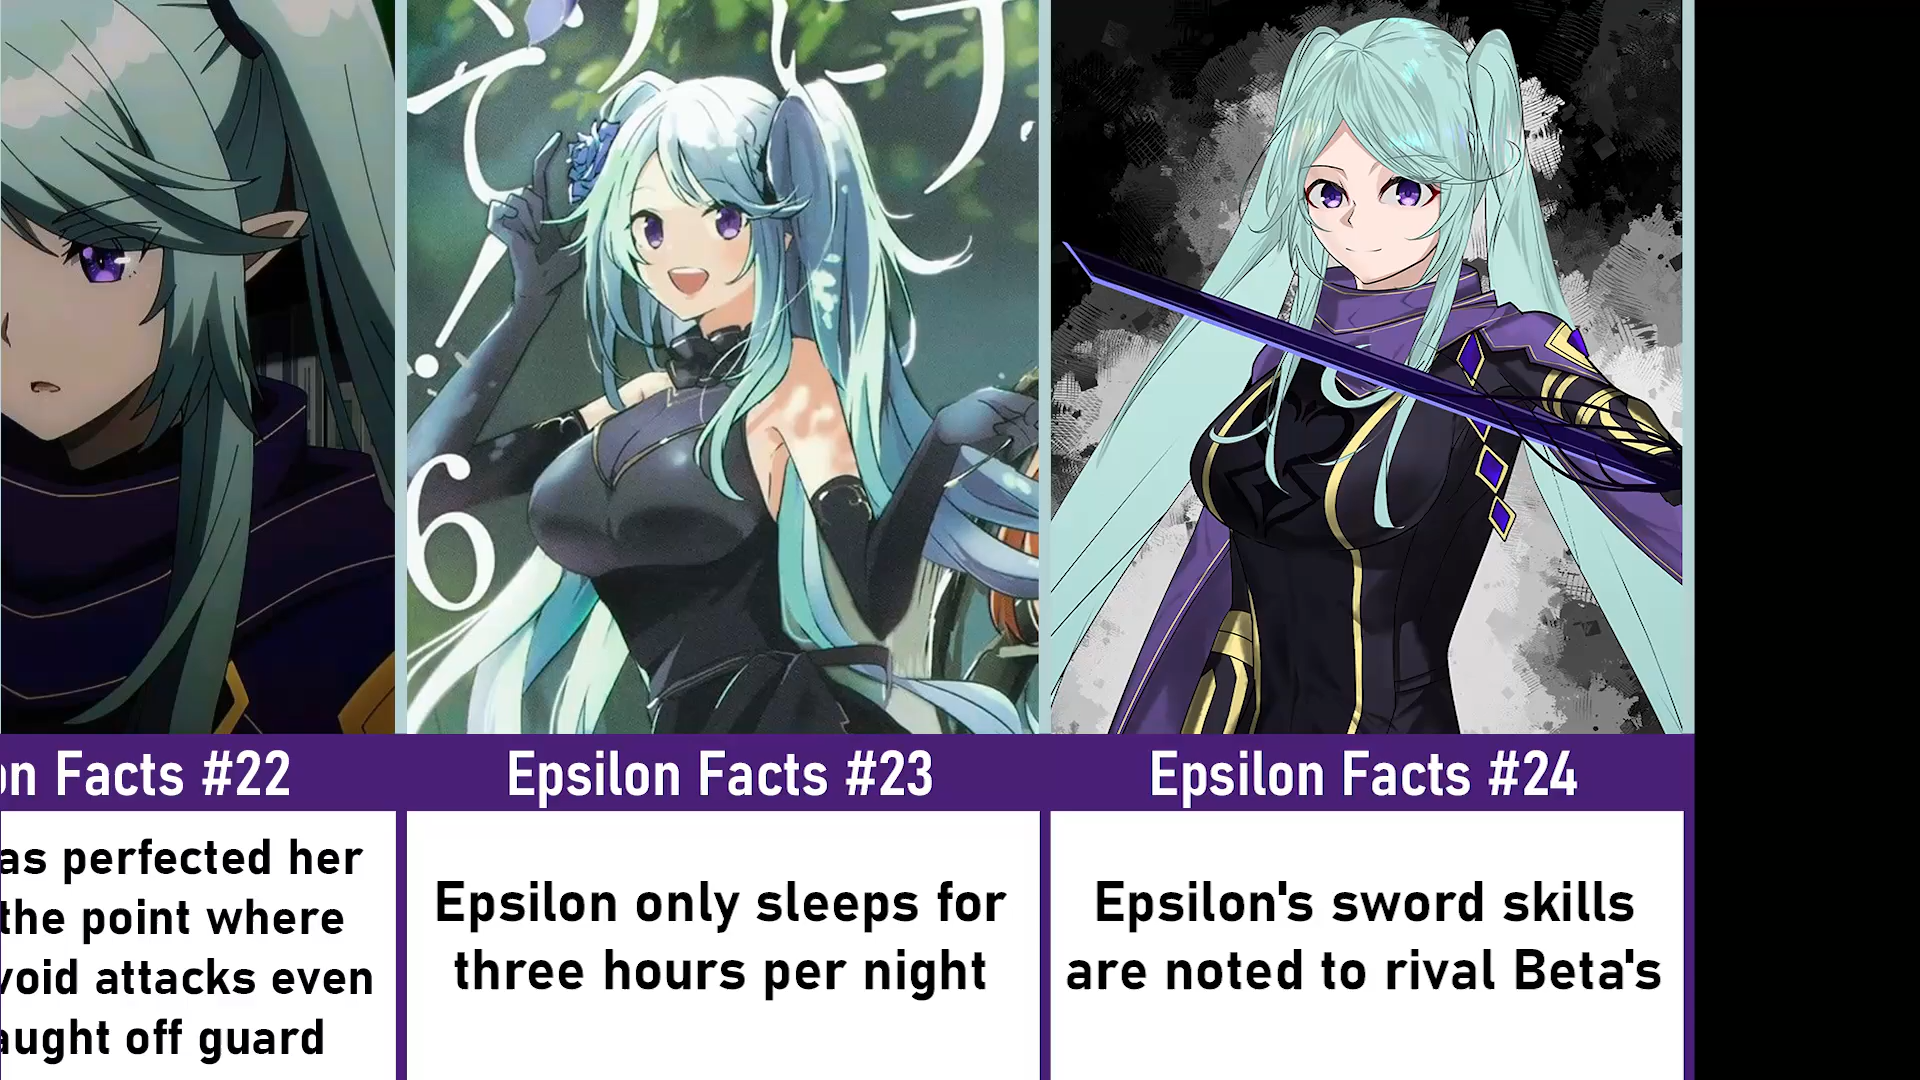 on Facts #22
as perfected her
the point where
void attacks even
aught off guard
6
Epsilon Facts #23
Epsilon only sleeps for
three hours per night
Epsilon Facts #24
Epsilon's sword skills
are noted to rival Beta's